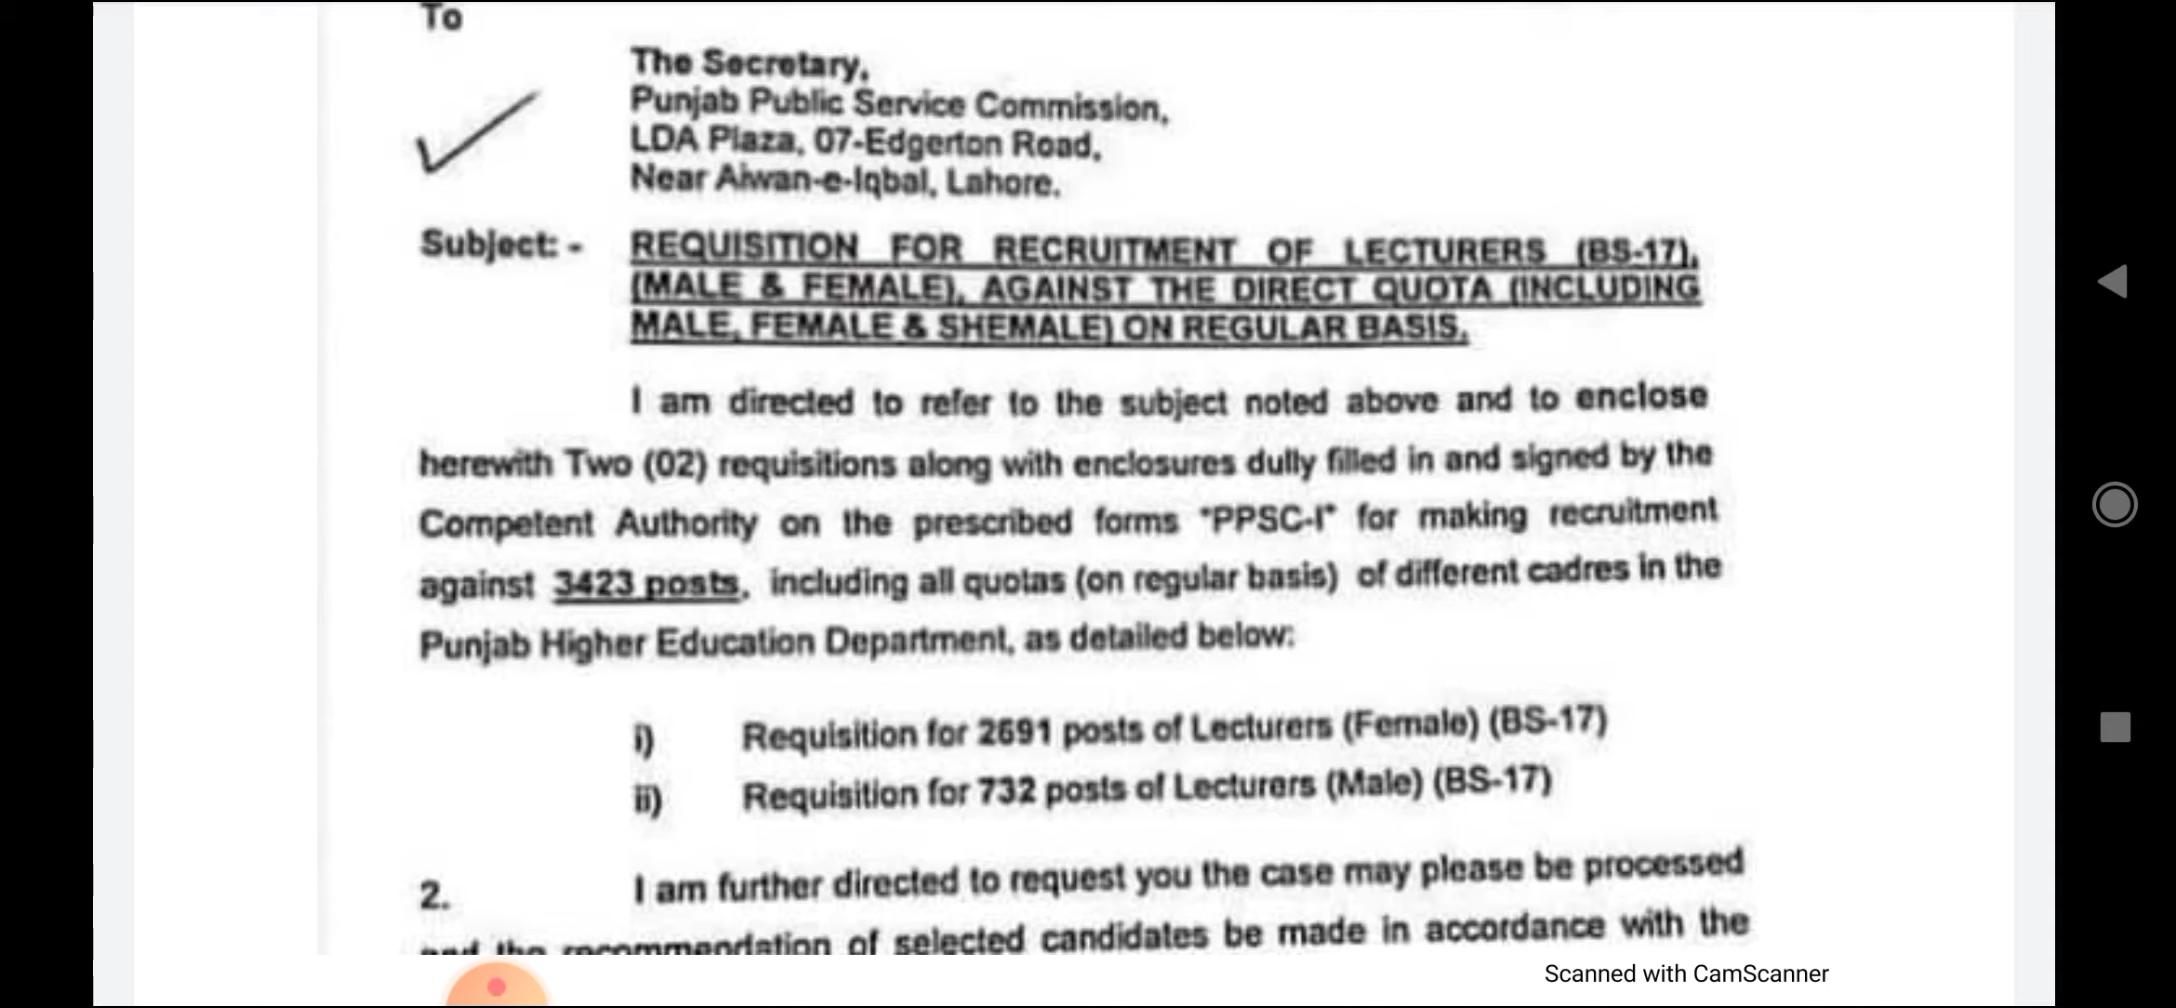 To
The Secretary,
Punjab Public Service Commission,
LDA Plaza, 07-Edgerton Road,
Near Aiwan-e-Iqbal, Lahore.
Subject: - REQUISITION FOR RECRUITMENT OF LECTURERS (BS-17),
(MALE & FEMALE), AGAINST THE DIRECT QUOTA (INCLUDING
MALE, FEMALE & SHEMALE) ON REGULAR BASIS.
I am directed to refer to the subject noted above and to enclose
herewith Two (02) requisitions along with enclosures dully filled in and signed by the
Competent Authority on the prescribed forms "PPSC-I" for making recruitment
against 3423 posts, including all quotas (on regular basis) of different cadres in the
Punjab Higher Education Department, as detailed below:
i) Requisition for 2691 posts of Lecturers (Female) (BS-17)
ii) Requisition for 732 posts of Lecturers (Male) (BS-17)
2. I am further directed to request you the case may please be processed
and the recommendation of selected candidates be made in accordance with the
Scanned with CamScanner